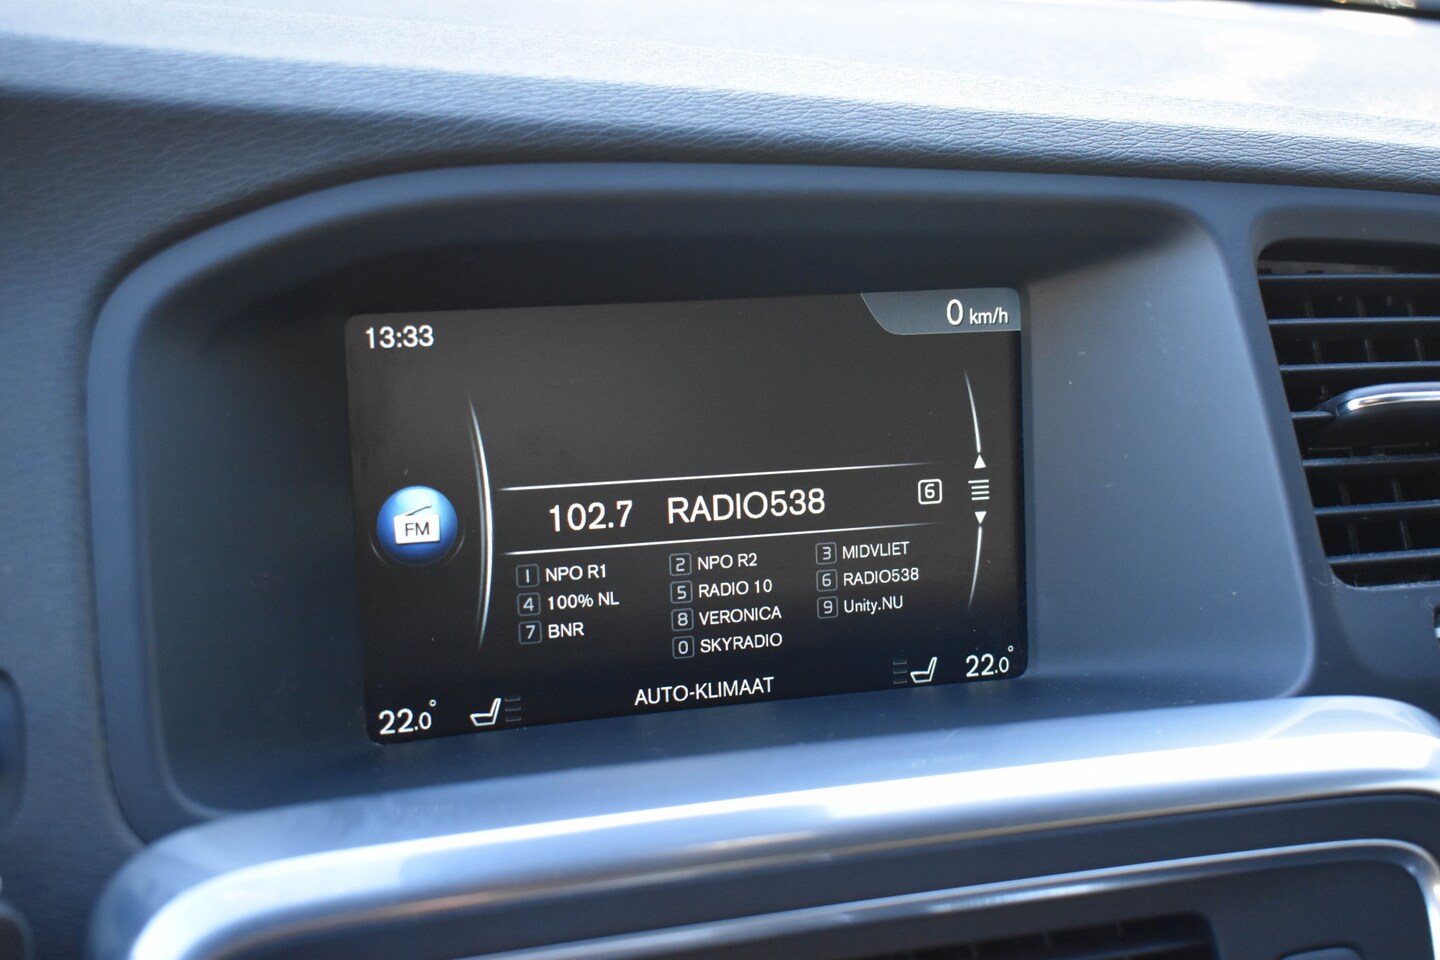 13:33
0 km/h
FM
102.7 RADIO538 6
1 NPO R1 2 NPO R2 3 MIDVLIET
4 100% NL 5 RADIO 10 6 RADIO538
7 BNR 8 VERONICA 9 Unity.NU
0 SKYRADIO
22.0° AUTO-KLIMAAT 22.0°